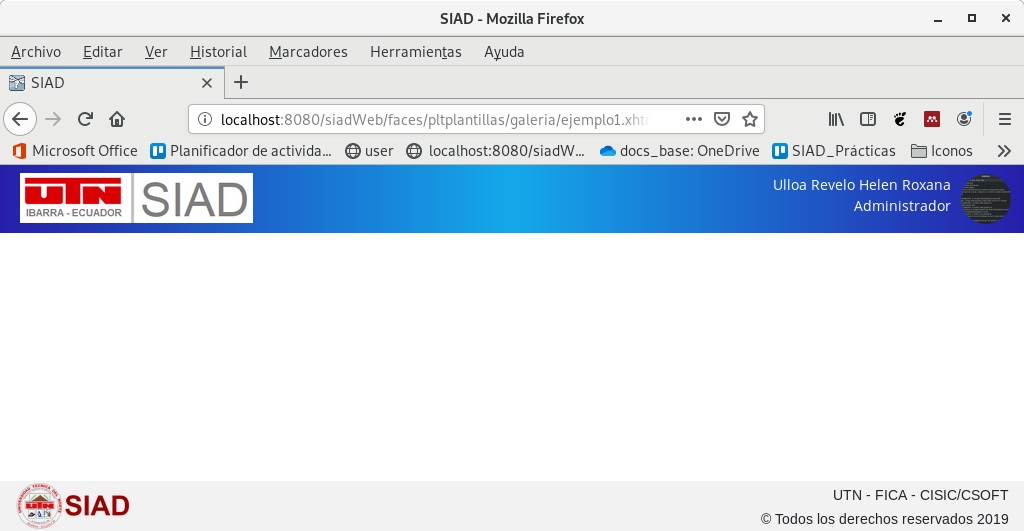 SIAD - Mozilla Firefox
Archivo Editar Ver Historial Marcadores Herramientas Ayuda
SIAD
localhost:8080/siadWeb/faces/pltplantillas/galeria/ejemplo1.xhtm
Microsoft Office Planificador de activida... user localhost:8080/siadW... docs_base: OneDrive SIAD_Prácticas Iconos
UTN
IBARRA - ECUADOR
SIAD
Ulloa Revelo Helen Roxana
Administrador
UTN
SIAD
UTN - FICA - CISIC/CSOFT
© Todos los derechos reservados 2019